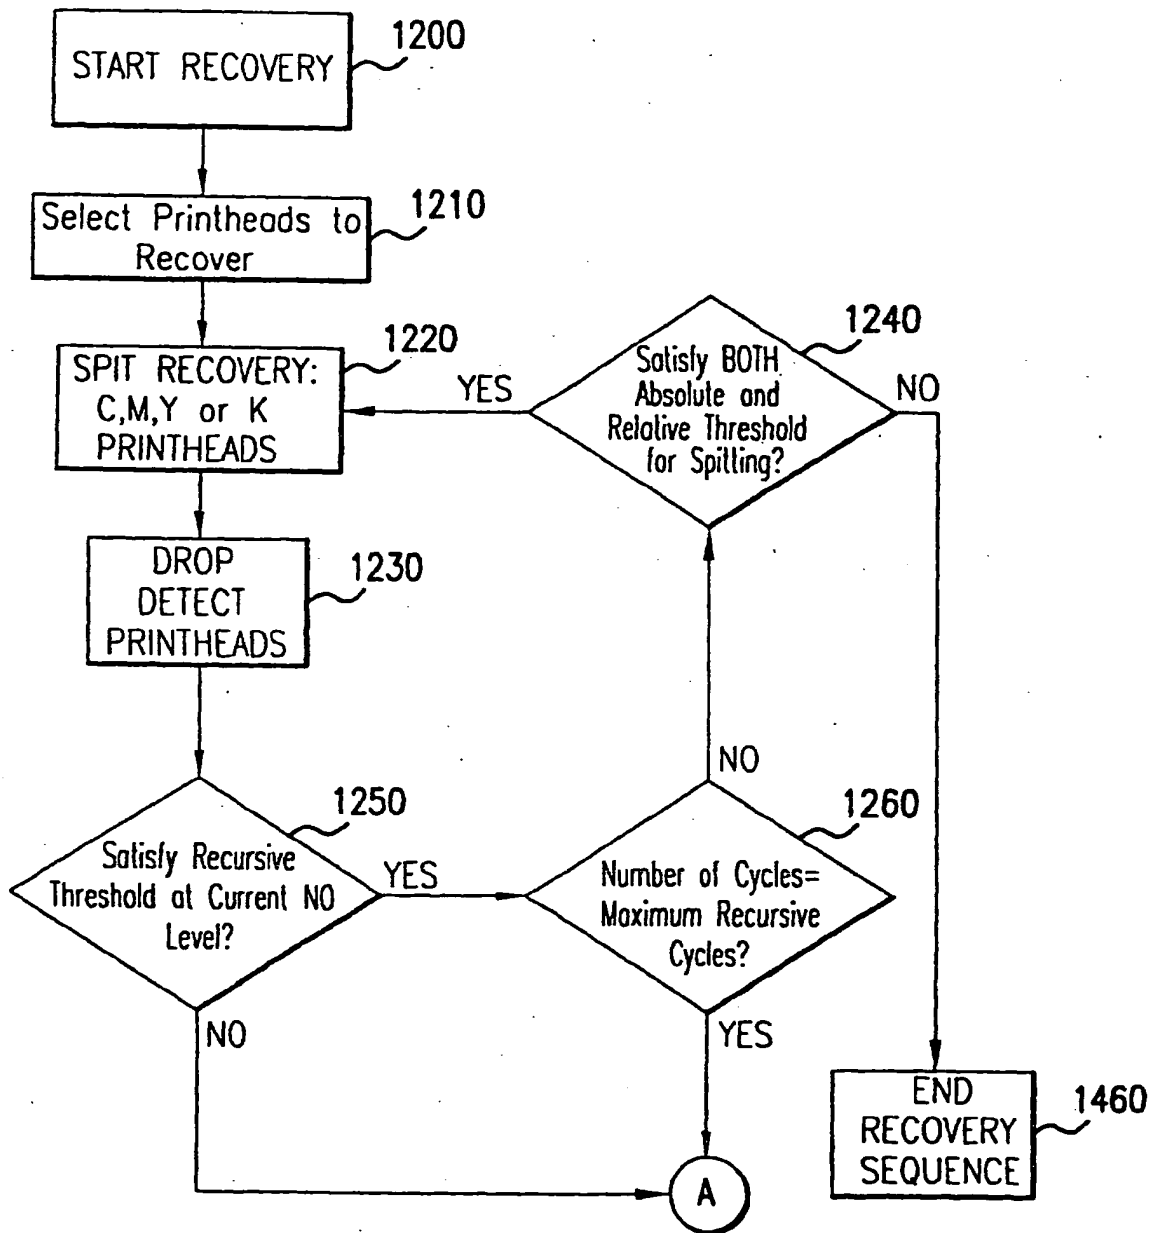 START RECOVERY
1200
Select Printheads to
Recover
1210
SPIT RECOVERY:
C,M,Y or K
PRINTHEADS
1220
YES
Satisfy BOTH
Absolute and
Relative Threshold
for Spitting?
1240
NO
DROP
DETECT
PRINTHEADS
1230
NO
Satisfy Recursive
Threshold at Current NO
Level?
1250
YES
Number of Cycles=
Maximum Recursive
Cycles?
1260
NO
YES
END
RECOVERY
SEQUENCE
1460
A